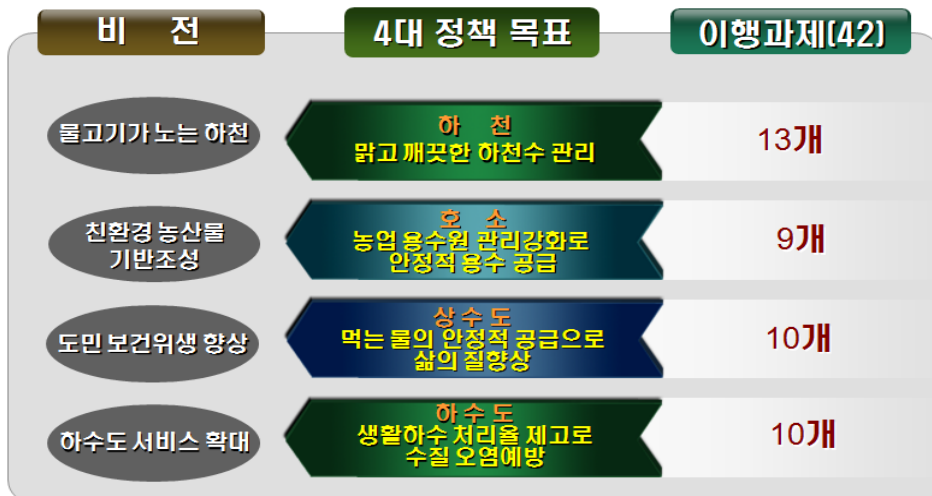 비 전
4대 정책 목표
이행과제(42)
물고기가 노는 하천
하 천
맑고 깨끗한 하천수 관리
13개
친환경 농산물
기반조성
호 소
농업 용수원 관리강화로
안정적 용수 공급
9개
도민 보건위생 향상
상 수 도
먹는 물의 안정적 공급으로
삶의 질향상
10개
하수도 서비스 확대
하 수 도
생활하수 처리율 제고로
수질 오염예방
10개